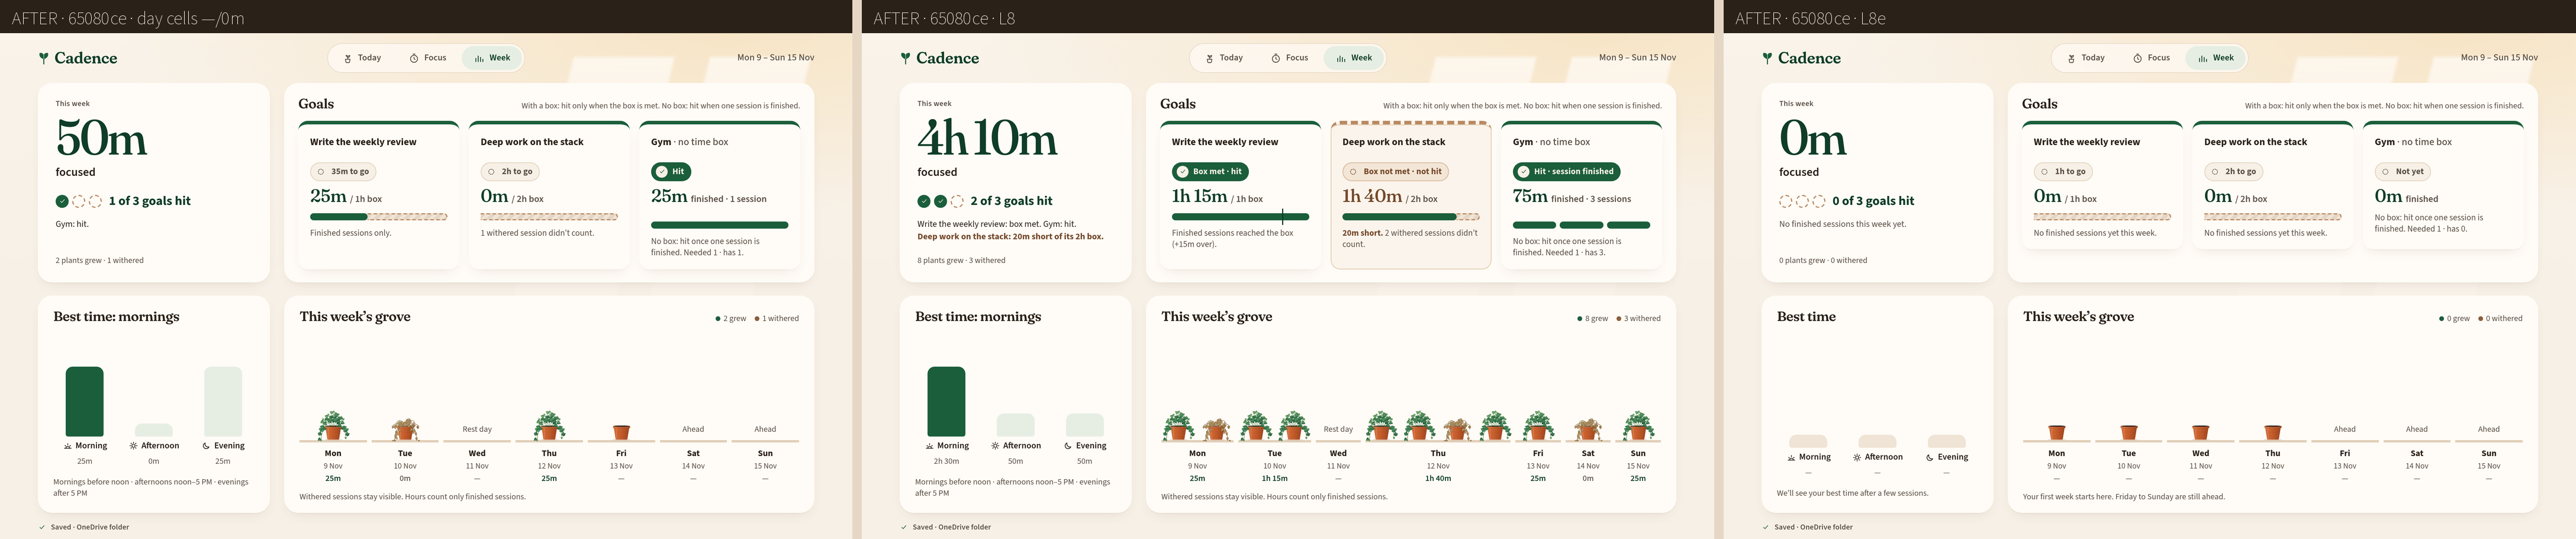 AFTER · 65080ce · day cells —/0m
Cadence
Today
Focus
Week
Mon 9 – Sun 15 Nov
This week
50m
focused
1 of 3 goals hit
Gym: hit.
2 plants grew · 1 withered
Goals
With a box: hit only when the box is met. No box: hit when one session is finished.
Write the weekly review
35m to go
25m / 1h box
Finished sessions only.
Deep work on the stack
2h to go
0m / 2h box
1 withered session didn't count.
Gym · no time box
Hit
25m finished · 1 session
No box: hit once one session is
finished. Needed 1 · has 1.
Best time: mornings
Morning
Afternoon
Evening
25m
0m
25m
Mornings before noon · afternoons noon–5 PM · evenings
after 5 PM
This week's grove
2 grew
1 withered
Rest day
Ahead
Ahead
Mon
Tue
Wed
Thu
Fri
Sat
Sun
9 Nov
10 Nov
11 Nov
12 Nov
13 Nov
14 Nov
15 Nov
25m
0m
—
25m
—
—
—
Withered sessions stay visible. Hours count only finished sessions.
Saved · OneDrive folder
AFTER · 65080ce · L8
Cadence
Today
Focus
Week
Mon 9 – Sun 15 Nov
This week
4h 10m
focused
2 of 3 goals hit
Write the weekly review: box met. Gym: hit.
Deep work on the stack: 20m short of its 2h box.
8 plants grew · 3 withered
Goals
With a box: hit only when the box is met. No box: hit when one session is finished.
Write the weekly review
Box met · hit
1h 15m / 1h box
Finished sessions reached the box
(+15m over).
Deep work on the stack
Box not met · not hit
1h 40m / 2h box
20m short. 2 withered sessions didn't
count.
Gym · no time box
Hit · session finished
75m finished · 3 sessions
No box: hit once one session is
finished. Needed 1 · has 3.
Best time: mornings
Morning
Afternoon
Evening
2h 30m
50m
50m
Mornings before noon · afternoons noon–5 PM · evenings
after 5 PM
This week's grove
8 grew
3 withered
Rest day
Mon
Tue
Wed
Thu
Fri
Sat
Sun
9 Nov
10 Nov
11 Nov
12 Nov
13 Nov
14 Nov
15 Nov
25m
1h 15m
—
1h 40m
25m
0m
25m
Withered sessions stay visible. Hours count only finished sessions.
Saved · OneDrive folder
AFTER · 65080ce · L8e
Cadence
Today
Focus
Week
Mon 9 – Sun 15 Nov
This week
0m
focused
0 of 3 goals hit
No finished sessions this week yet.
0 plants grew · 0 withered
Goals
With a box: hit only when the box is met. No box: hit when one session is finished.
Write the weekly review
1h to go
0m / 1h box
No finished sessions yet this week.
Deep work on the stack
2h to go
0m / 2h box
No finished sessions yet this week.
Gym · no time box
Not yet
0m finished
No box: hit once one session is
finished. Needed 1 · has 0.
Best time
Morning
Afternoon
Evening
—
—
—
We'll see your best time after a few sessions.
This week's grove
0 grew
0 withered
Ahead
Ahead
Ahead
Mon
Tue
Wed
Thu
Fri
Sat
Sun
9 Nov
10 Nov
11 Nov
12 Nov
13 Nov
14 Nov
15 Nov
—
—
—
—
—
—
—
Your first week starts here. Friday to Sunday are still ahead.
Saved · OneDrive folder